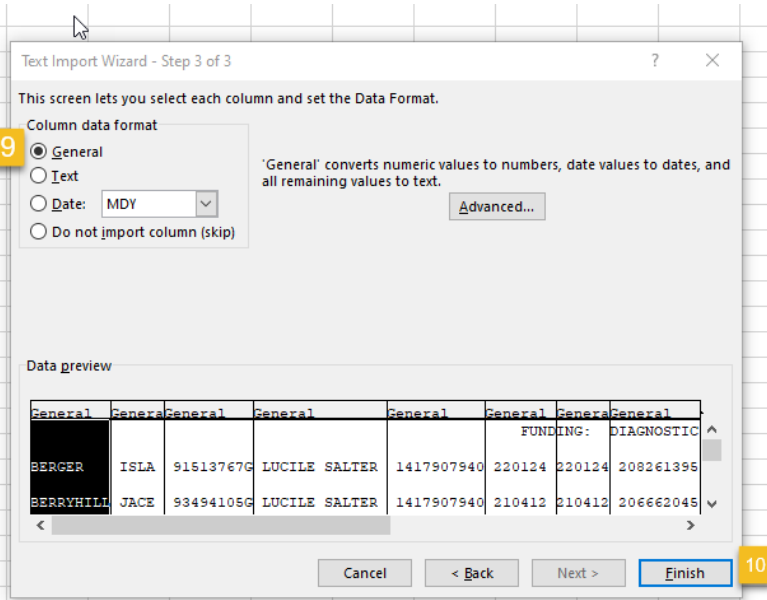 Text Import Wizard - Step 3 of 3 ?
This screen lets you select each column and set the Data Format.
Column data format
9
General
Text
Date: MDY
Do not import column (skip)
'General' converts numeric values to numbers, date values to dates, and
all remaining values to text.
Advanced...
Data preview
General Genera General General General General Genera General
FUNDING: DIAGNOSTIC
BERGER ISLA 91513767G LUCILE SALTER 1417907940 220124 220124 208261395
BERRYHILL JACE 93494105G LUCILE SALTER 1417907940 210412 210412 206662045
Cancel < Back Next > Finish 10